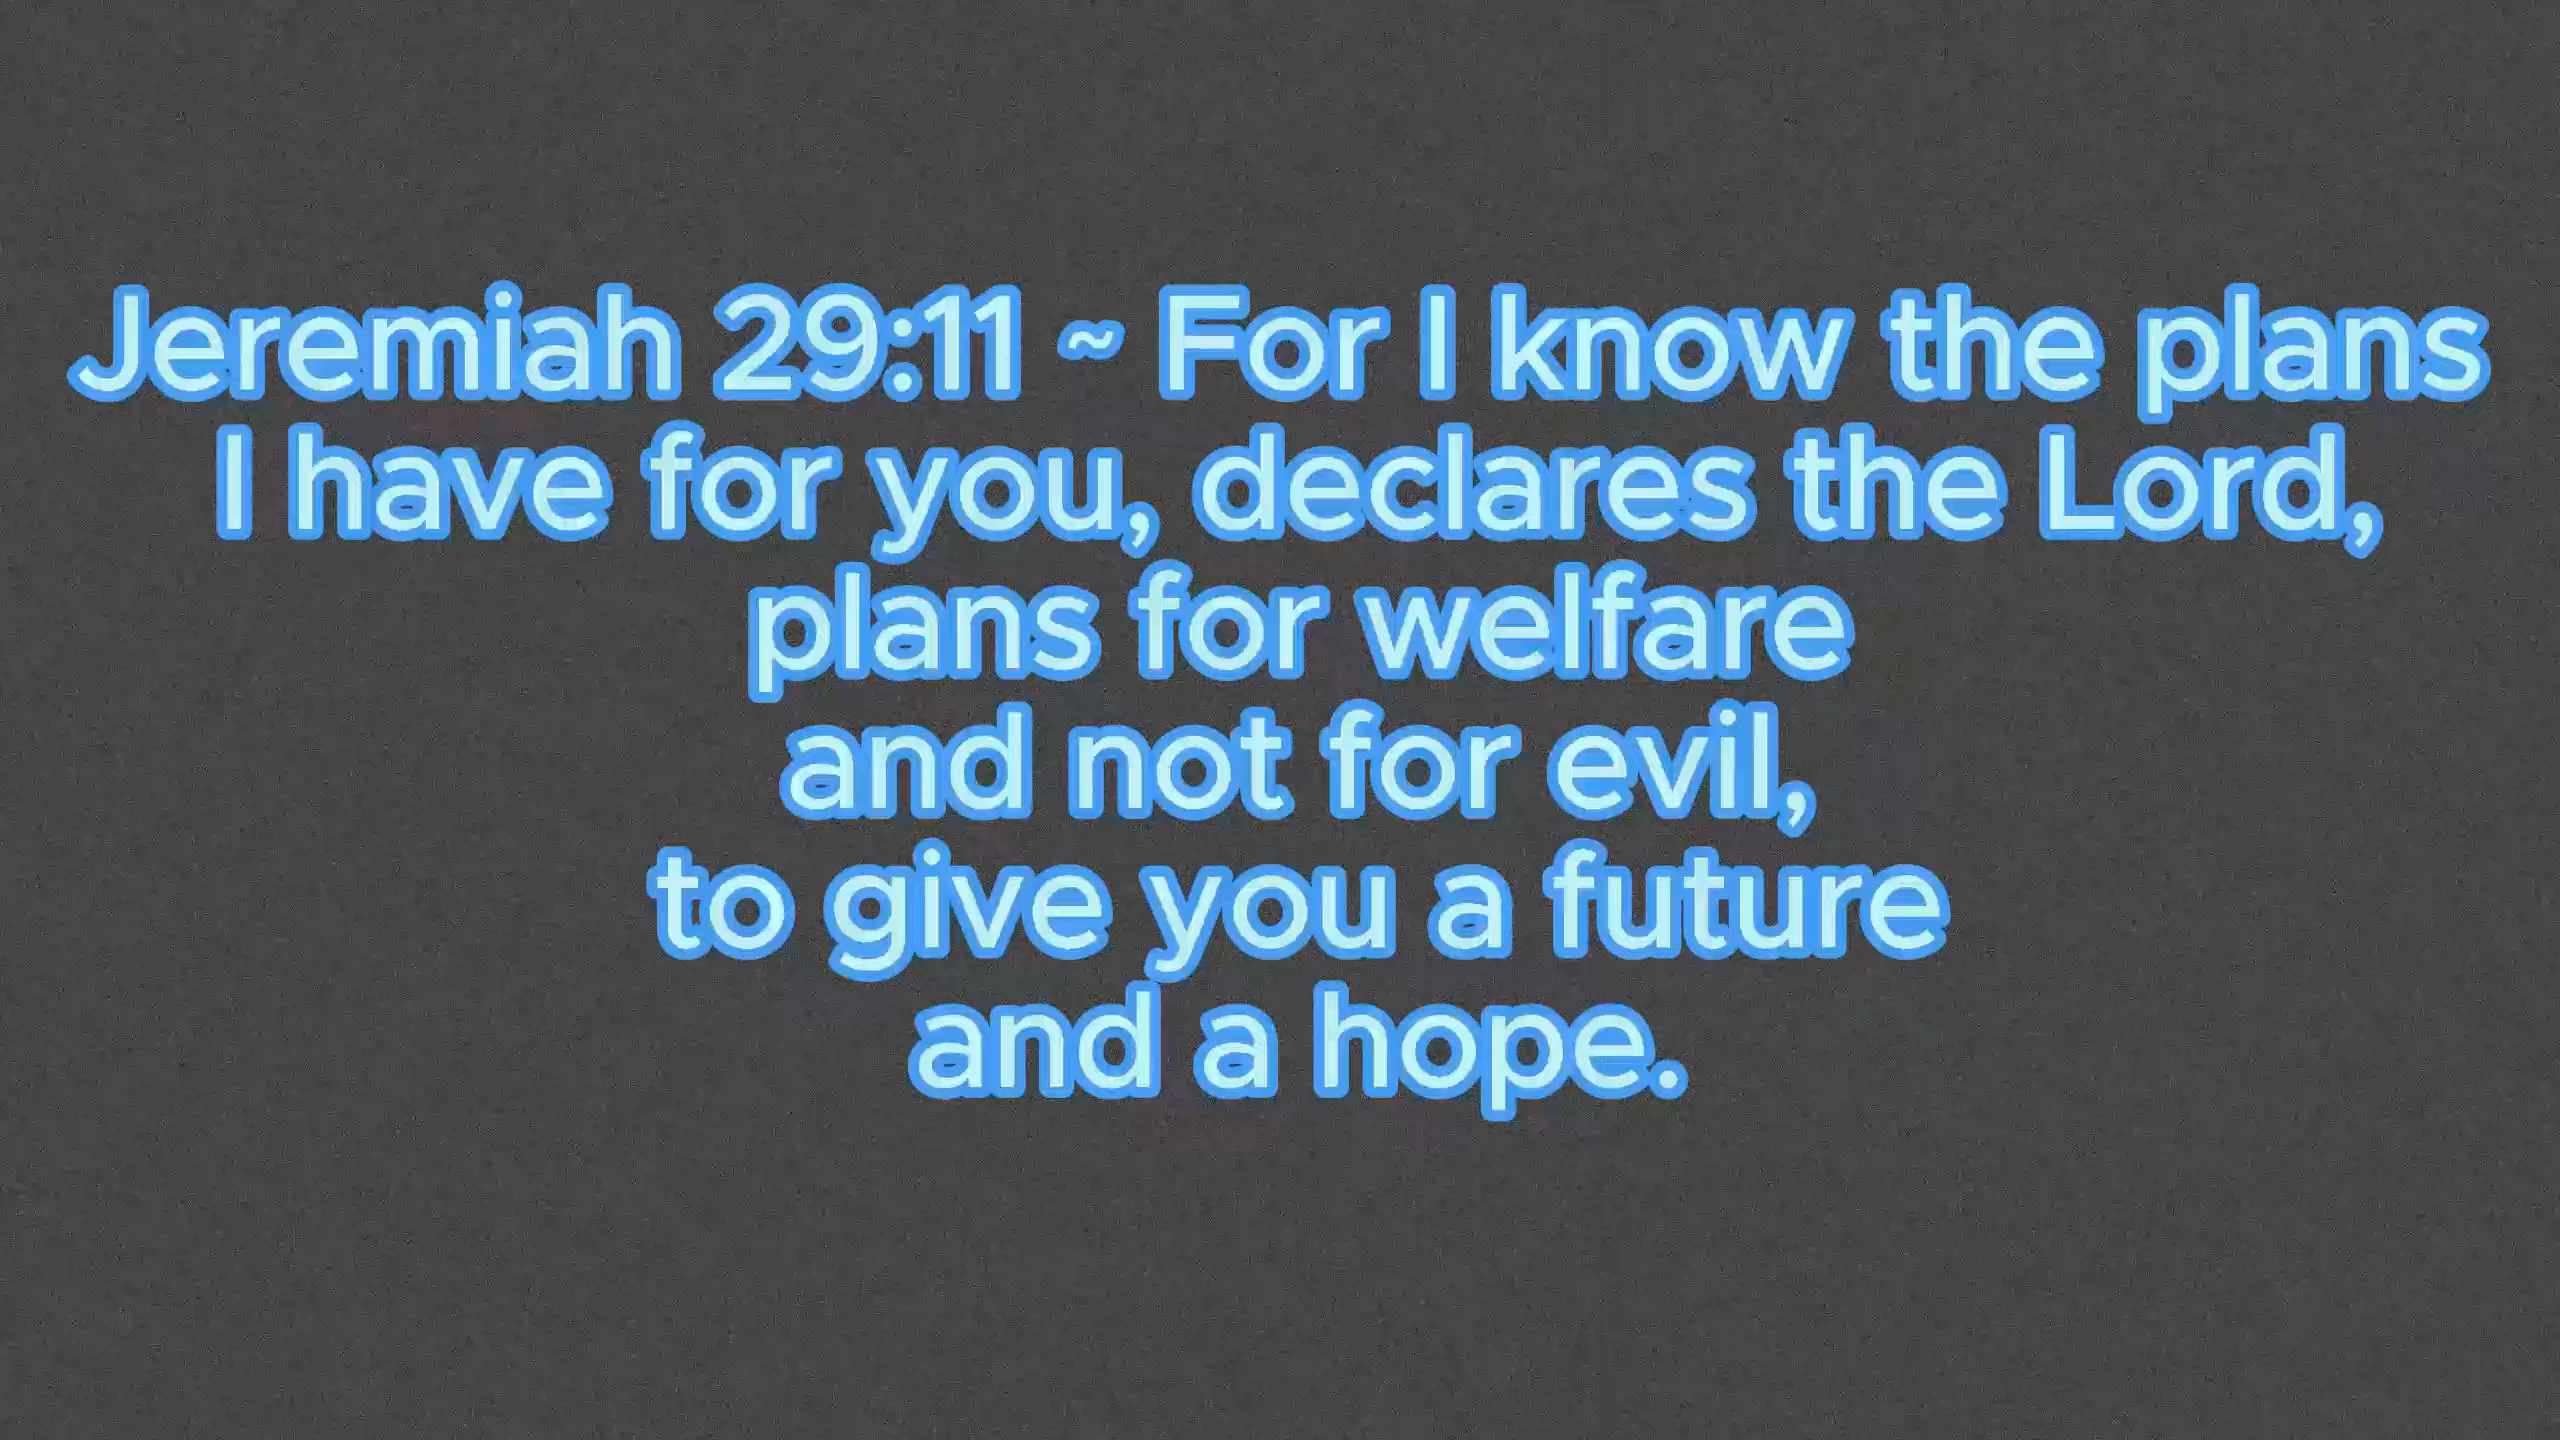 Jeremiah 29:11 ~ For I know the plans
I have for you, declares the Lord,
plans for welfare
and not for evil,
to give you a future
and a hope.